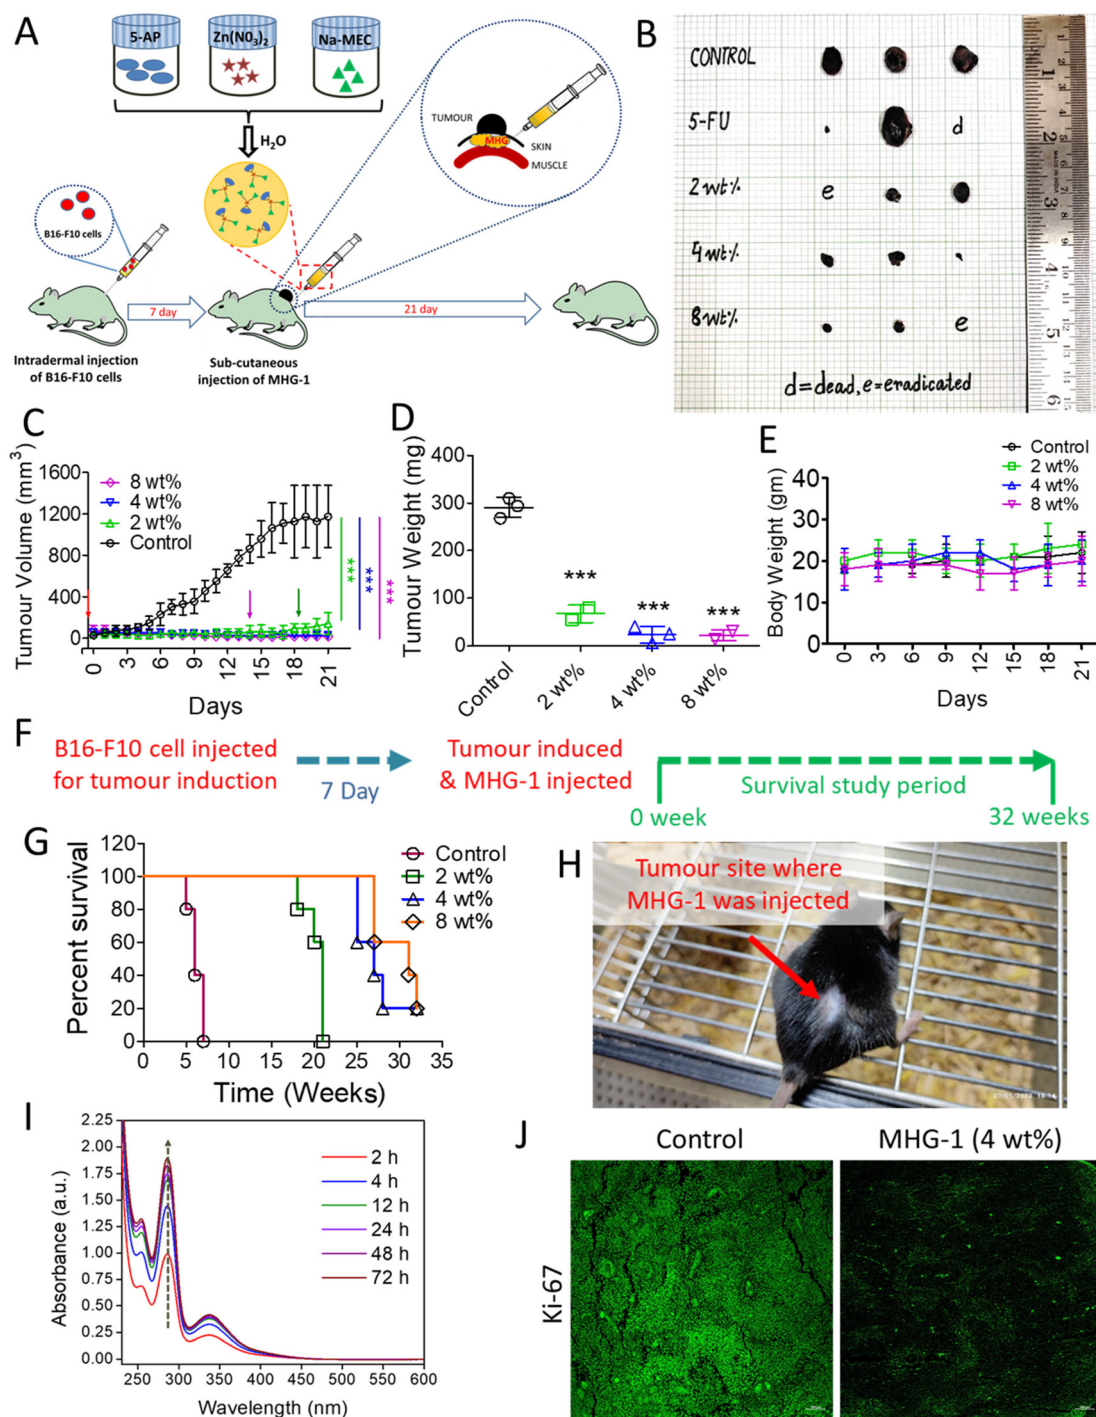 A
5-AP
Zn(N0₃)₂
Na-MEC
H₂O
TUMOUR
MHG
SKIN
MUSCLE
B16-F10 cells
7 day
21 day
Intradermal injection
of B16-F10 cells
Sub-cutaneous
injection of MHG-1
B
CONTROL
5-FU
d
2 wt%
e
4 wt%
8 wt%
e
d=dead, e=eradicated
1
2
3
4
5
6
C
Tumour Volume (mm³)
1600
1200
800
400
0
8 wt%
4 wt%
2 wt%
Control
***
***
***
0 3 6 9 12 15 18 21
Days
D
Tumour Weight (mg)
400
300
200
100
0
***
***
***
Control
2 wt%
4 wt%
8 wt%
E
Body Weight (gm)
40
30
20
10
0
Control
2 wt%
4 wt%
8 wt%
0 3 6 9 12 15 18 21
Days
F
B16-F10 cell injected
for tumour induction
7 Day
Tumour induced
& MHG-1 injected
Survival study period
0 week
32 weeks
G
Percent survival
120
100
80
60
40
20
0
Control
2 wt%
4 wt%
8 wt%
0 5 10 15 20 25 30 35
Time (Weeks)
H
Tumour site where
MHG-1 was injected
I
Absorbance (a.u.)
2.25
2.00
1.75
1.50
1.25
1.00
0.75
0.50
0.25
0.00
2 h
4 h
12 h
24 h
48 h
72 h
250 300 350 400 450 500 550 600
Wavelength (nm)
J
Control
MHG-1 (4 wt%)
Ki-67